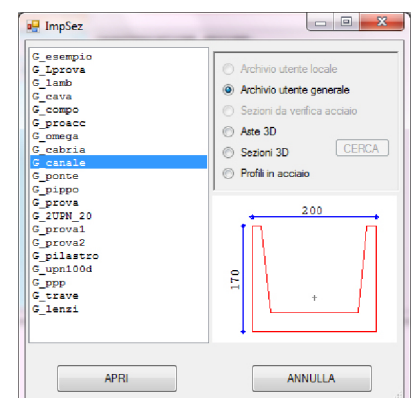 ImpSez
G_esempio
G_Lprova
G_lamb
G_cava
G_compo
G_proacc
G_omega
G_cabria
G_canale
G_ponte
G_pippo
G_prova
G_2UPN_20
G_prova1
G_prova2
G_pilastro
G_upn100d
G_ppp
G_trave
G_lenzi
Archivio utente locale
Archivio utente generale
Sezioni da verifica acciaio
Aste 3D
Sezioni 3D
CERCA
Profili in acciaio
200
170
APRI
ANNULLA